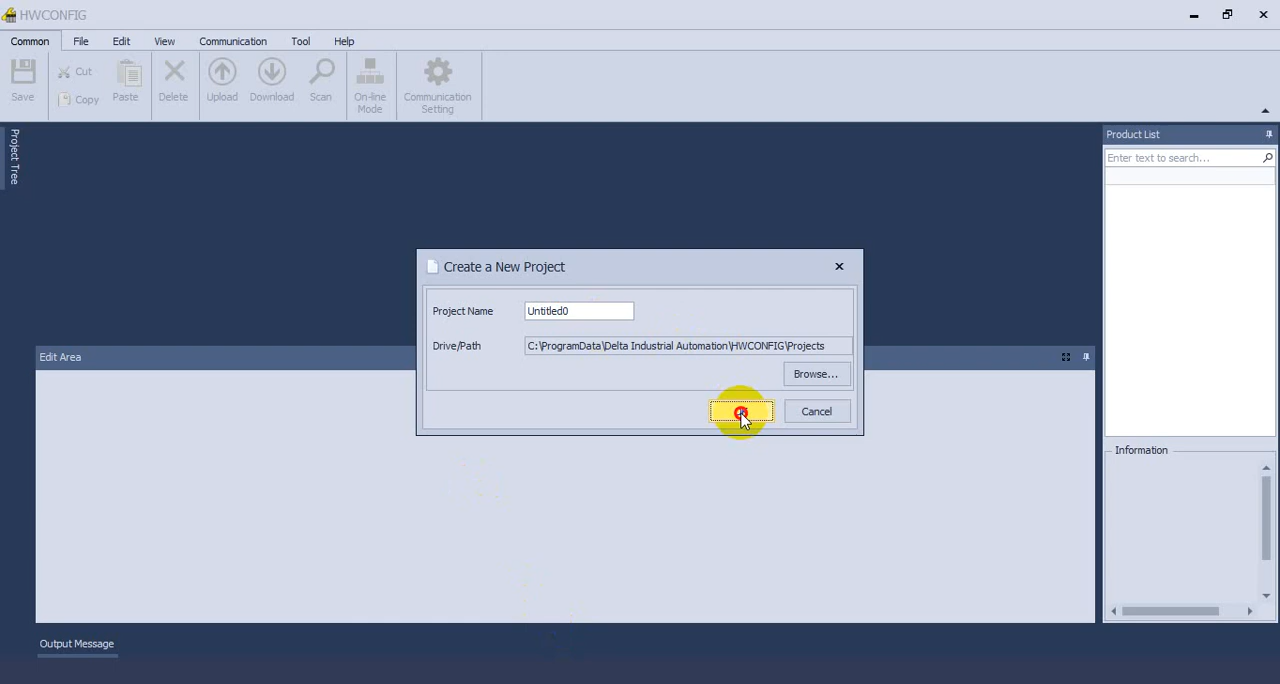 HWCONFIG
Common File Edit View Communication Tool Help
Save
Cut
Copy
Paste
Delete
Upload
Download
Scan
On-line
Mode
Communication
Setting
Project Tree
Product List
Enter text to search...
Create a New Project
Project Name Untitled0
Drive/Path C:\ProgramData\Delta Industrial Automation\HWCONFIG\Projects
Browse...
Cancel
Edit Area
Information
Output Message